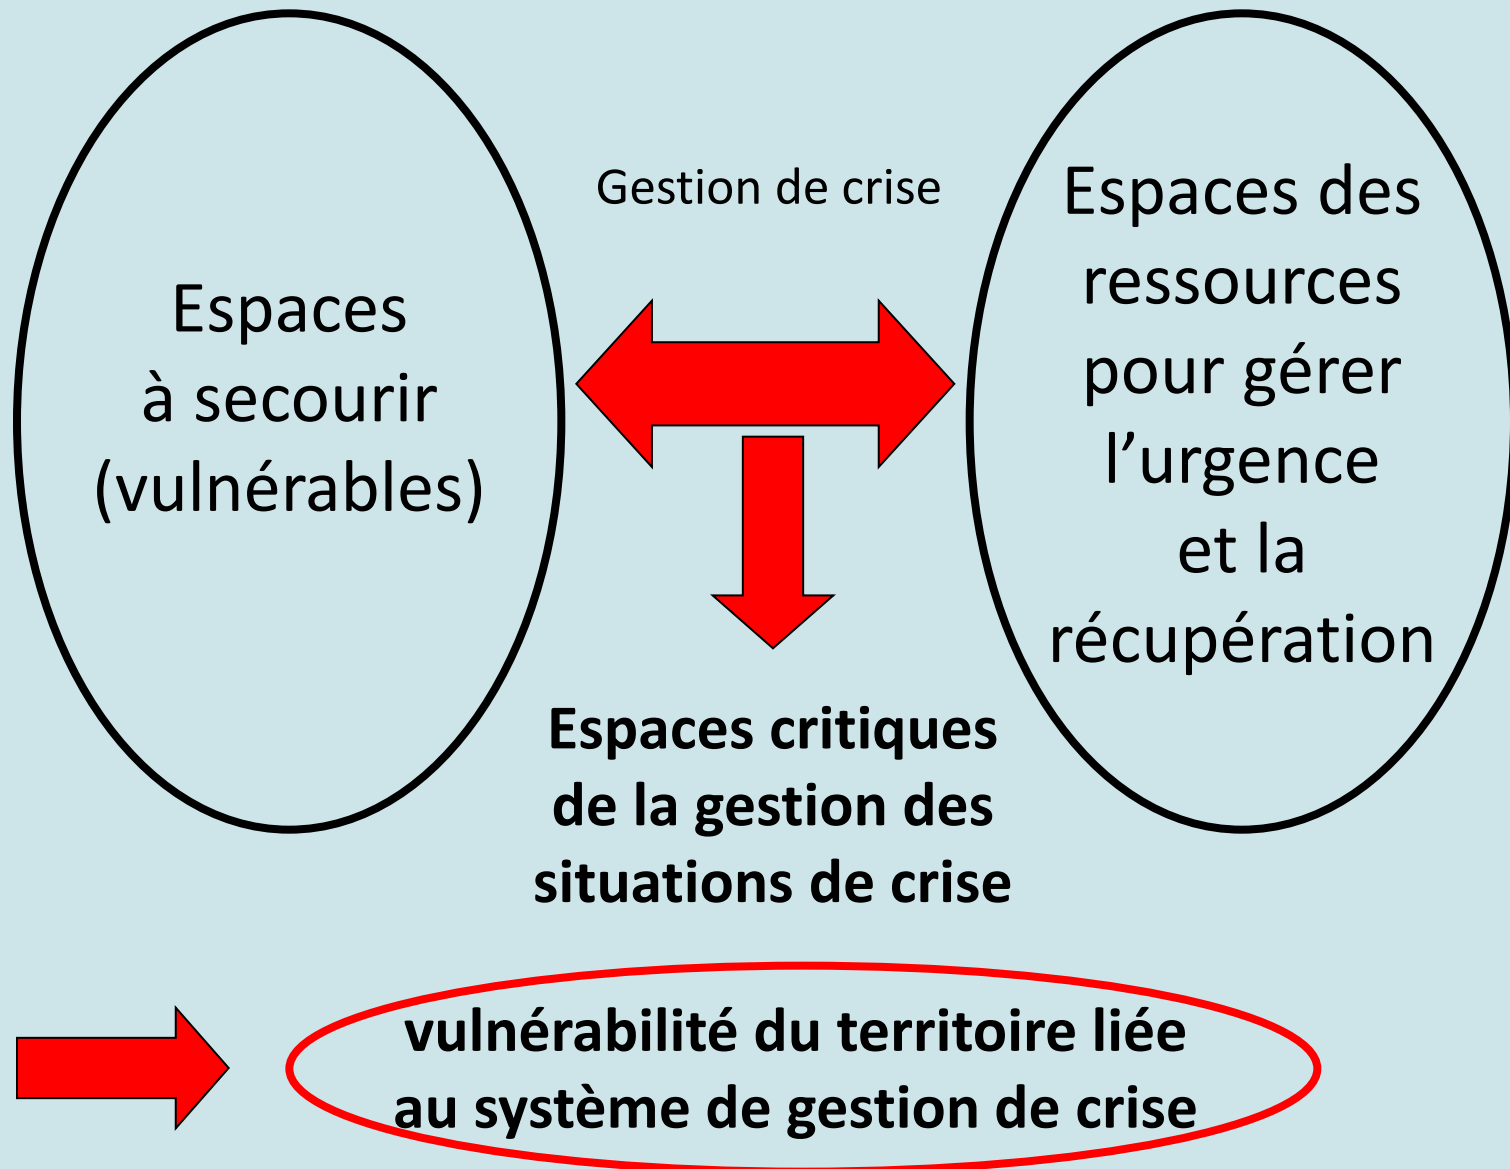 Espaces
à secourir
(vulnérables)
Gestion de crise
Espaces des
ressources
pour gérer
l’urgence
et la
récupération
Espaces critiques
de la gestion des
situations de crise
vulnérabilité du territoire liée
au système de gestion de crise